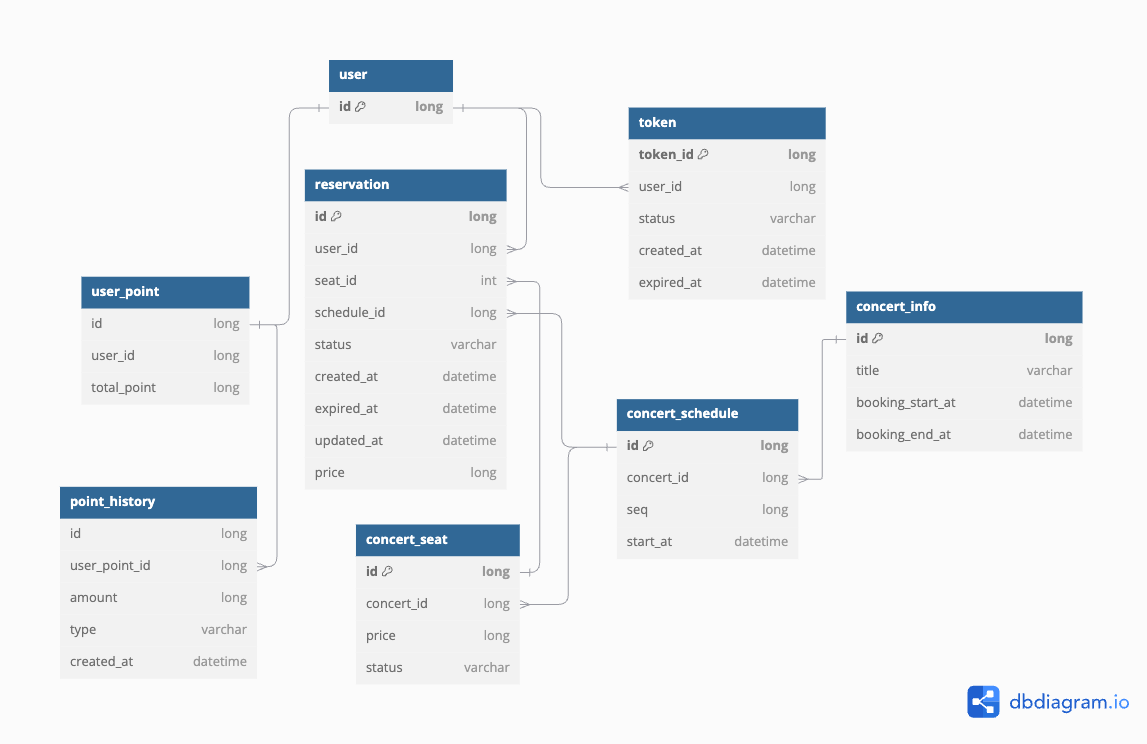 user
id long
token
token_id long
user_id long
status varchar
created_at datetime
expired_at datetime
reservation
id long
user_id long
seat_id int
schedule_id long
status varchar
created_at datetime
expired_at datetime
updated_at datetime
price long
user_point
id long
user_id long
total_point long
concert_info
id long
title varchar
booking_start_at datetime
booking_end_at datetime
concert_schedule
id long
concert_id long
seq long
start_at datetime
point_history
id long
user_point_id long
amount long
type varchar
created_at datetime
concert_seat
id long
concert_id long
price long
status varchar
dbdiagram.io